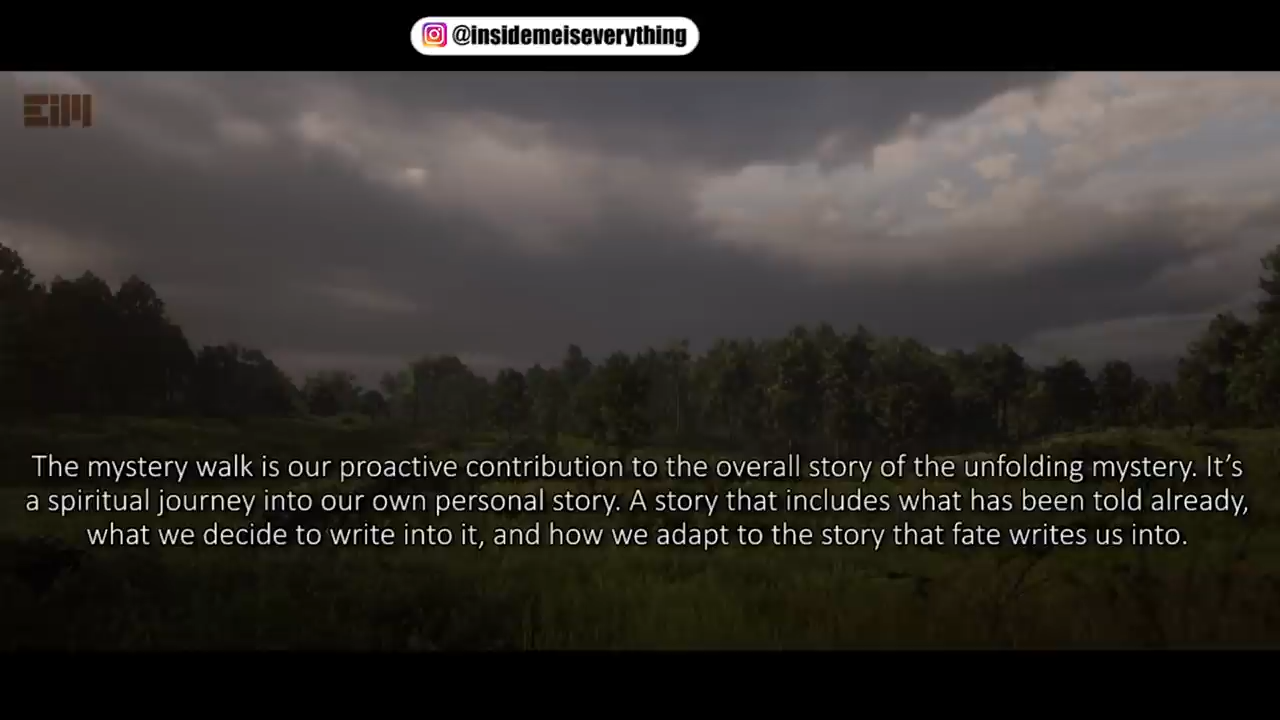 @insidemeiseverything
EiM
The mystery walk is our proactive contribution to the overall story of the unfolding mystery. It's
a spiritual journey into our own personal story. A story that includes what has been told already,
what we decide to write into it, and how we adapt to the story that fate writes us into.